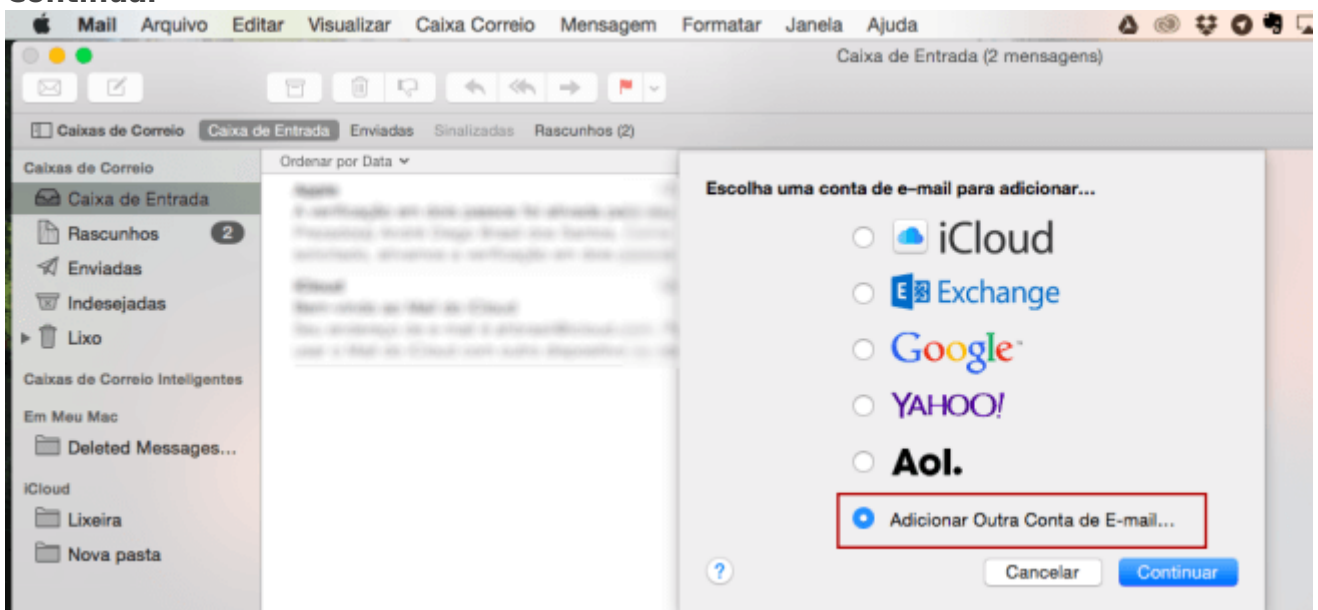 Mail Arquivo Editar Visualizar Caixa Correio Mensagem Formatar Janela Ajuda
Caixa de Entrada (2 mensagens)
Caixas de Correio Caixa de Entrada Enviadas Sinalizadas Rascunhos (2)
Caixas de Correio
Caixa de Entrada
Rascunhos 2
Enviadas
Indesejadas
Lixo
Caixas de Correio Inteligentes
Em Meu Mac
Deleted Messages...
iCloud
Lixeira
Nova pasta
Ordenar por Data
Escolha uma conta de e-mail para adicionar...
iCloud
Exchange
Google
YAHOO!
Aol.
Adicionar Outra Conta de E-mail...
? Cancelar Continuar